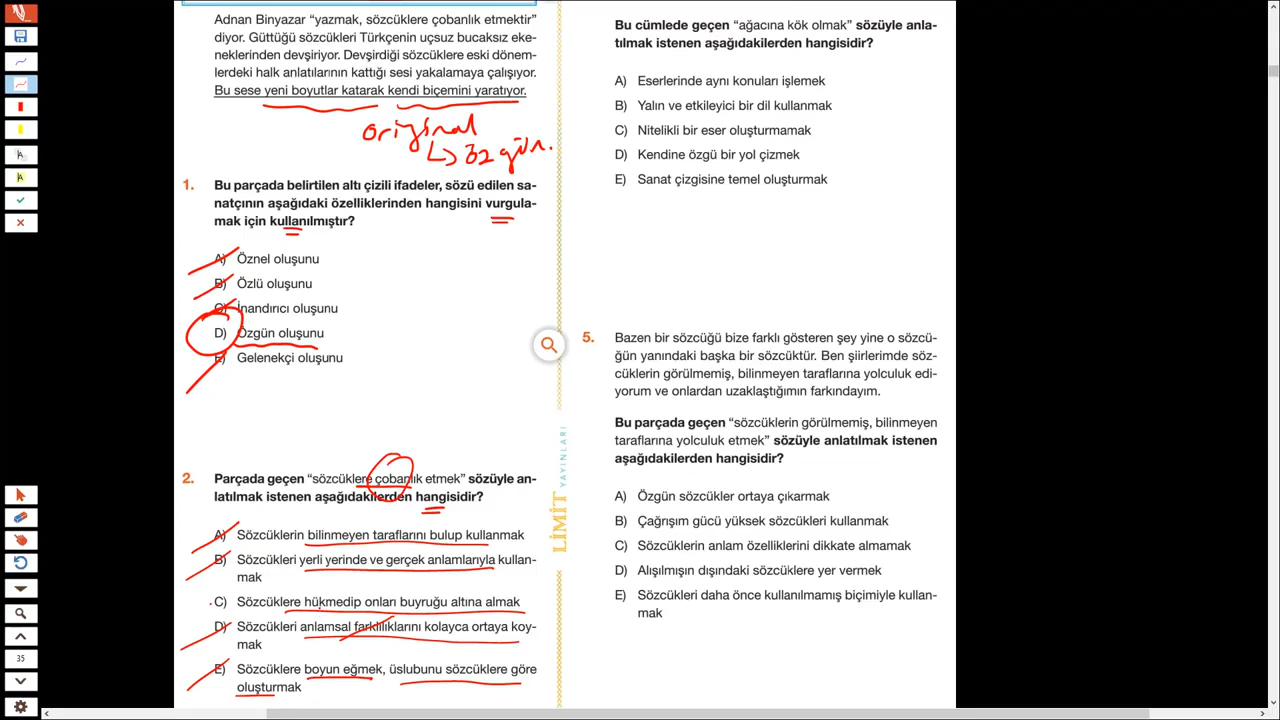 Adnan Binyazar “yazmak, sözcüklere çobanlık etmektir”
diyor. Güttüğü sözcükleri Türkçenin uçsuz bucaksız eke-
neklerinden devşiriyor. Devşirdiği sözcüklere eski dönem-
lerdeki halk anlatılarının kattığı sesi yakalamaya çalışıyor.
Bu sese yeni boyutlar katarak kendi biçemini yaratıyor.
original
↳ 32 gün.
1. Bu parçada belirtilen altı çizili ifadeler, sözü edilen sa-
natçının aşağıdaki özelliklerinden hangisini vurgula-
mak için kullanılmıştır?
A) Öznel oluşunu
B) Özlü oluşunu
C) İnandırıcı oluşunu
D) Özgün oluşunu
E) Gelenekçi oluşunu
2. Parçada geçen “sözcüklere çobanlık etmek” sözüyle an-
latılmak istenen aşağıdakilerden hangisidir?
A) Sözcüklerin bilinmeyen taraflarını bulup kullanmak
B) Sözcükleri yerli yerinde ve gerçek anlamlarıyla kullan-
mak
C) Sözcüklere hükmedip onları buyruğu altına almak
D) Sözcükleri anlamsal farklılıklarını kolayca ortaya koy-
mak
E) Sözcüklere boyun eğmek, üslubunu sözcüklere göre
oluşturmak
Bu cümlede geçen “ağacına kök olmak” sözüyle anla-
tılmak istenen aşağıdakilerden hangisidir?
A) Eserlerinde aynı konuları işlemek
B) Yalın ve etkileyici bir dil kullanmak
C) Nitelikli bir eser oluşturmamak
D) Kendine özgü bir yol çizmek
E) Sanat çizgisine temel oluşturmak
5. Bazen bir sözcüğü bize farklı gösteren şey yine o sözcü-
ğün yanındaki başka bir sözcüktür. Ben şiirlerimde söz-
cüklerin görülmemiş, bilinmeyen taraflarına yolculuk edi-
yorum ve onlardan uzaklaştığımın farkındayım.
Bu parçada geçen “sözcüklerin görülmemiş, bilinmeyen
taraflarına yolculuk etmek” sözüyle anlatılmak istenen
aşağıdakilerden hangisidir?
A) Özgün sözcükler ortaya çıkarmak
B) Çağrışım gücü yüksek sözcükleri kullanmak
C) Sözcüklerin anlam özelliklerini dikkate almamak
D) Alışılmışın dışındaki sözcüklere yer vermek
E) Sözcükleri daha önce kullanılmamış biçimiyle kullan-
mak
LİMİT YAYINLARI
A
A
35